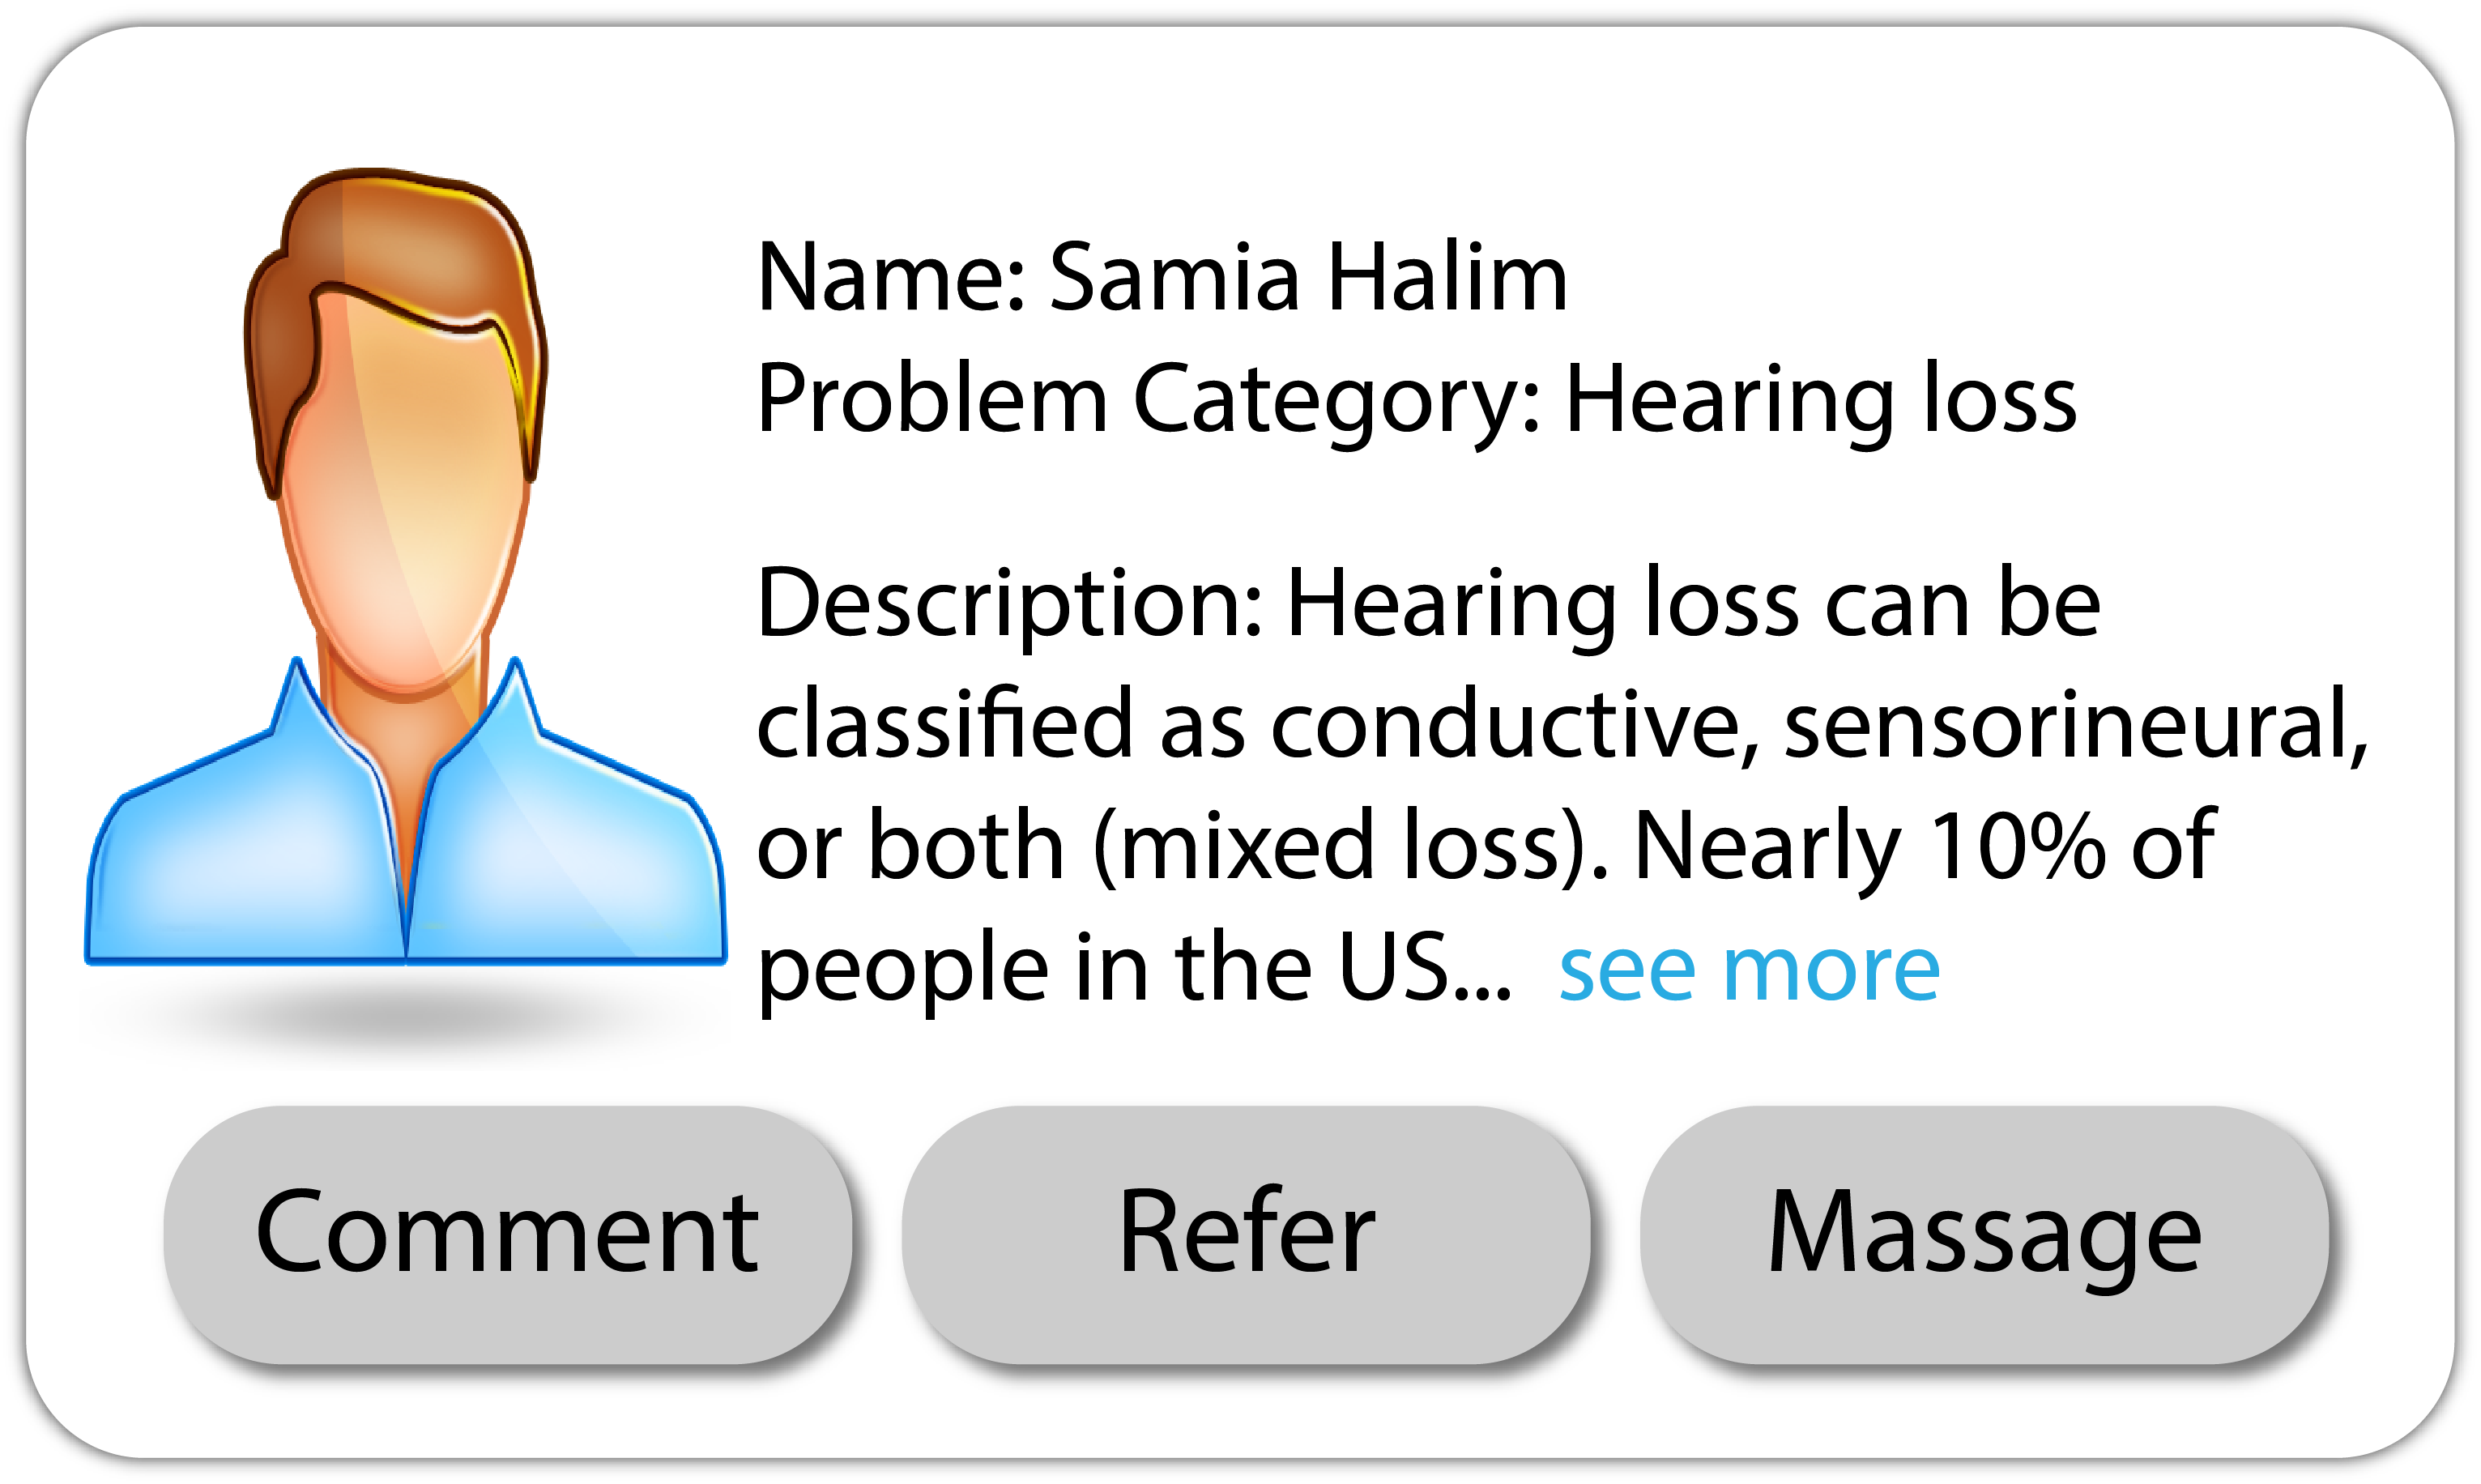 Name: Samia Halim
Problem Category: Hearing loss
Description: Hearing loss can be
classified as conductive, sensorineural,
or both (mixed loss). Nearly 10% of
people in the US... see more
Comment
Refer
Massage